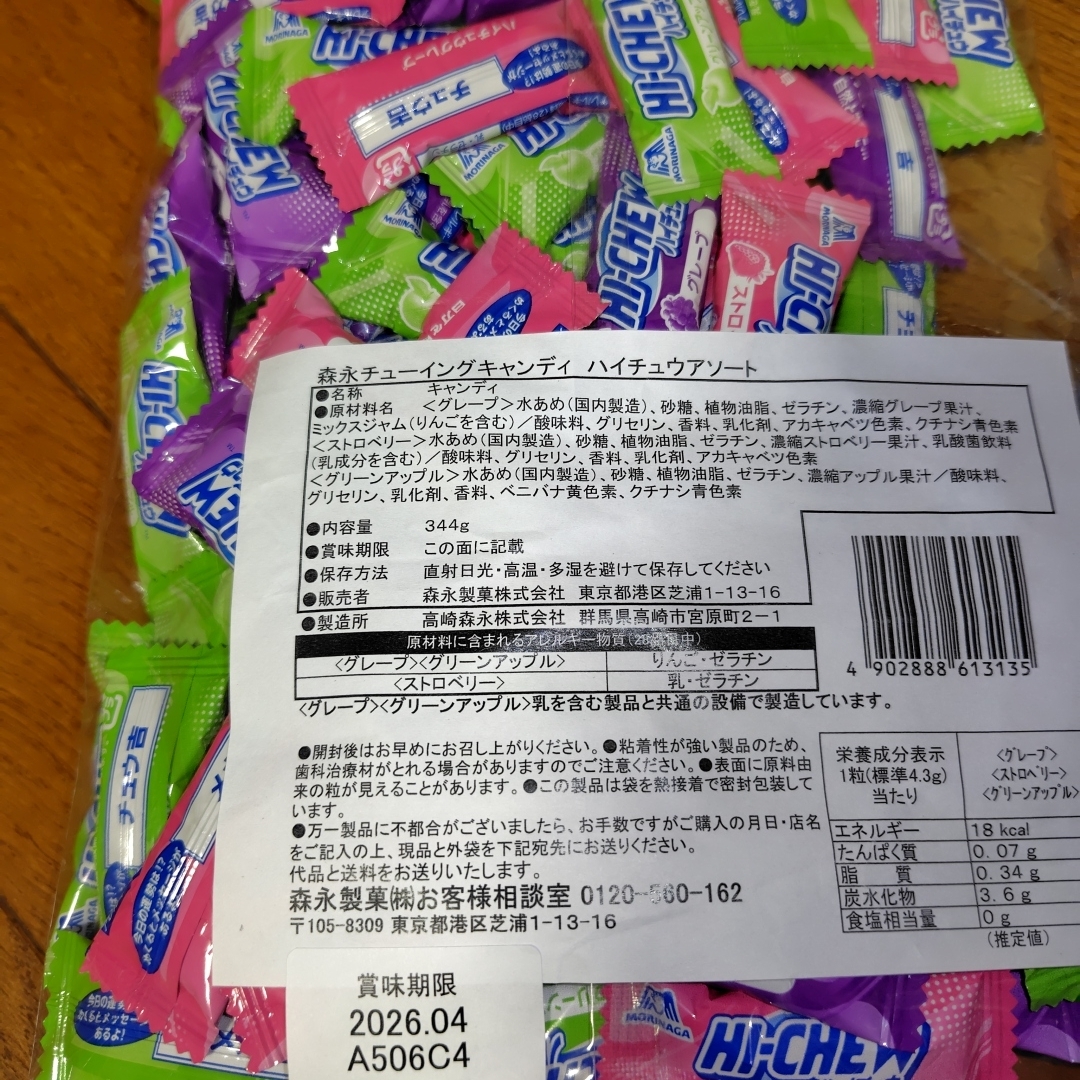 ハイチュウグレープ
チュウ吉
HI-CHEW
MORINAGA
HI-CHEW
グレープ
HI-CHEW
MORINAGA
チュウ吉
森永チューイングキャンディ ハイチュウアソート
●名称 キャンディ
●原材料名 <グレープ>水あめ(国内製造)、砂糖、植物油脂、ゼラチン、濃縮グレープ果汁、
ミックスジャム(りんごを含む)/酸味料、グリセリン、香料、乳化剤、アカキャベツ色素、クチナシ青色素
<ストロベリー>水あめ(国内製造)、砂糖、植物油脂、ゼラチン、濃縮ストロベリー果汁、乳酸菌飲料
(乳成分を含む)/酸味料、グリセリン、香料、乳化剤、アカキャベツ色素
<グリーンアップル>水あめ(国内製造)、砂糖、植物油脂、ゼラチン、濃縮アップル果汁/酸味料、
グリセリン、乳化剤、香料、ベニバナ黄色素、クチナシ青色素
●内容量 344g
●賞味期限 この面に記載
●保存方法 直射日光・高温・多湿を避けて保存してください
●販売者 森永製菓株式会社 東京都港区芝浦1-13-16
●製造所 高崎森永株式会社 群馬県高崎市宮原町2-1
原材料に含まれるアレルギー物質(28品目中)
<グレープ><グリーンアップル> りんご・ゼラチン
<ストロベリー> 乳・ゼラチン
<グレープ><グリーンアップル>乳を含む製品と共通の設備で製造しています。
4 902888 613135
●開封後はお早めにお召し上がりください。●粘着性が強い製品のため、
歯科治療材がとれる場合がありますのでご注意ください。●表面に原料由
来の粒が見えることがあります。●この製品は袋を熱接着で密封包装して
います。
●万一製品に不都合がございましたら、お手数ですがご購入の月日・店名
をご記入の上、現品と外袋を下記宛先にお送りください。
代品と送料をお送りいたします。
森永製菓㈱お客様相談室 0120-560-162
〒105-8309 東京都港区芝浦1-13-16
栄養成分表示
1粒(標準4.3g)
当たり
<グレープ>
<ストロベリー>
<グリーンアップル>
エネルギー 18 kcal
たんぱく質 0.07 g
脂 質 0.34 g
炭水化物 3.6 g
食塩相当量 0 g
(推定値)
賞味期限
2026.04
A506C4
MORINAGA
HI-CHEW